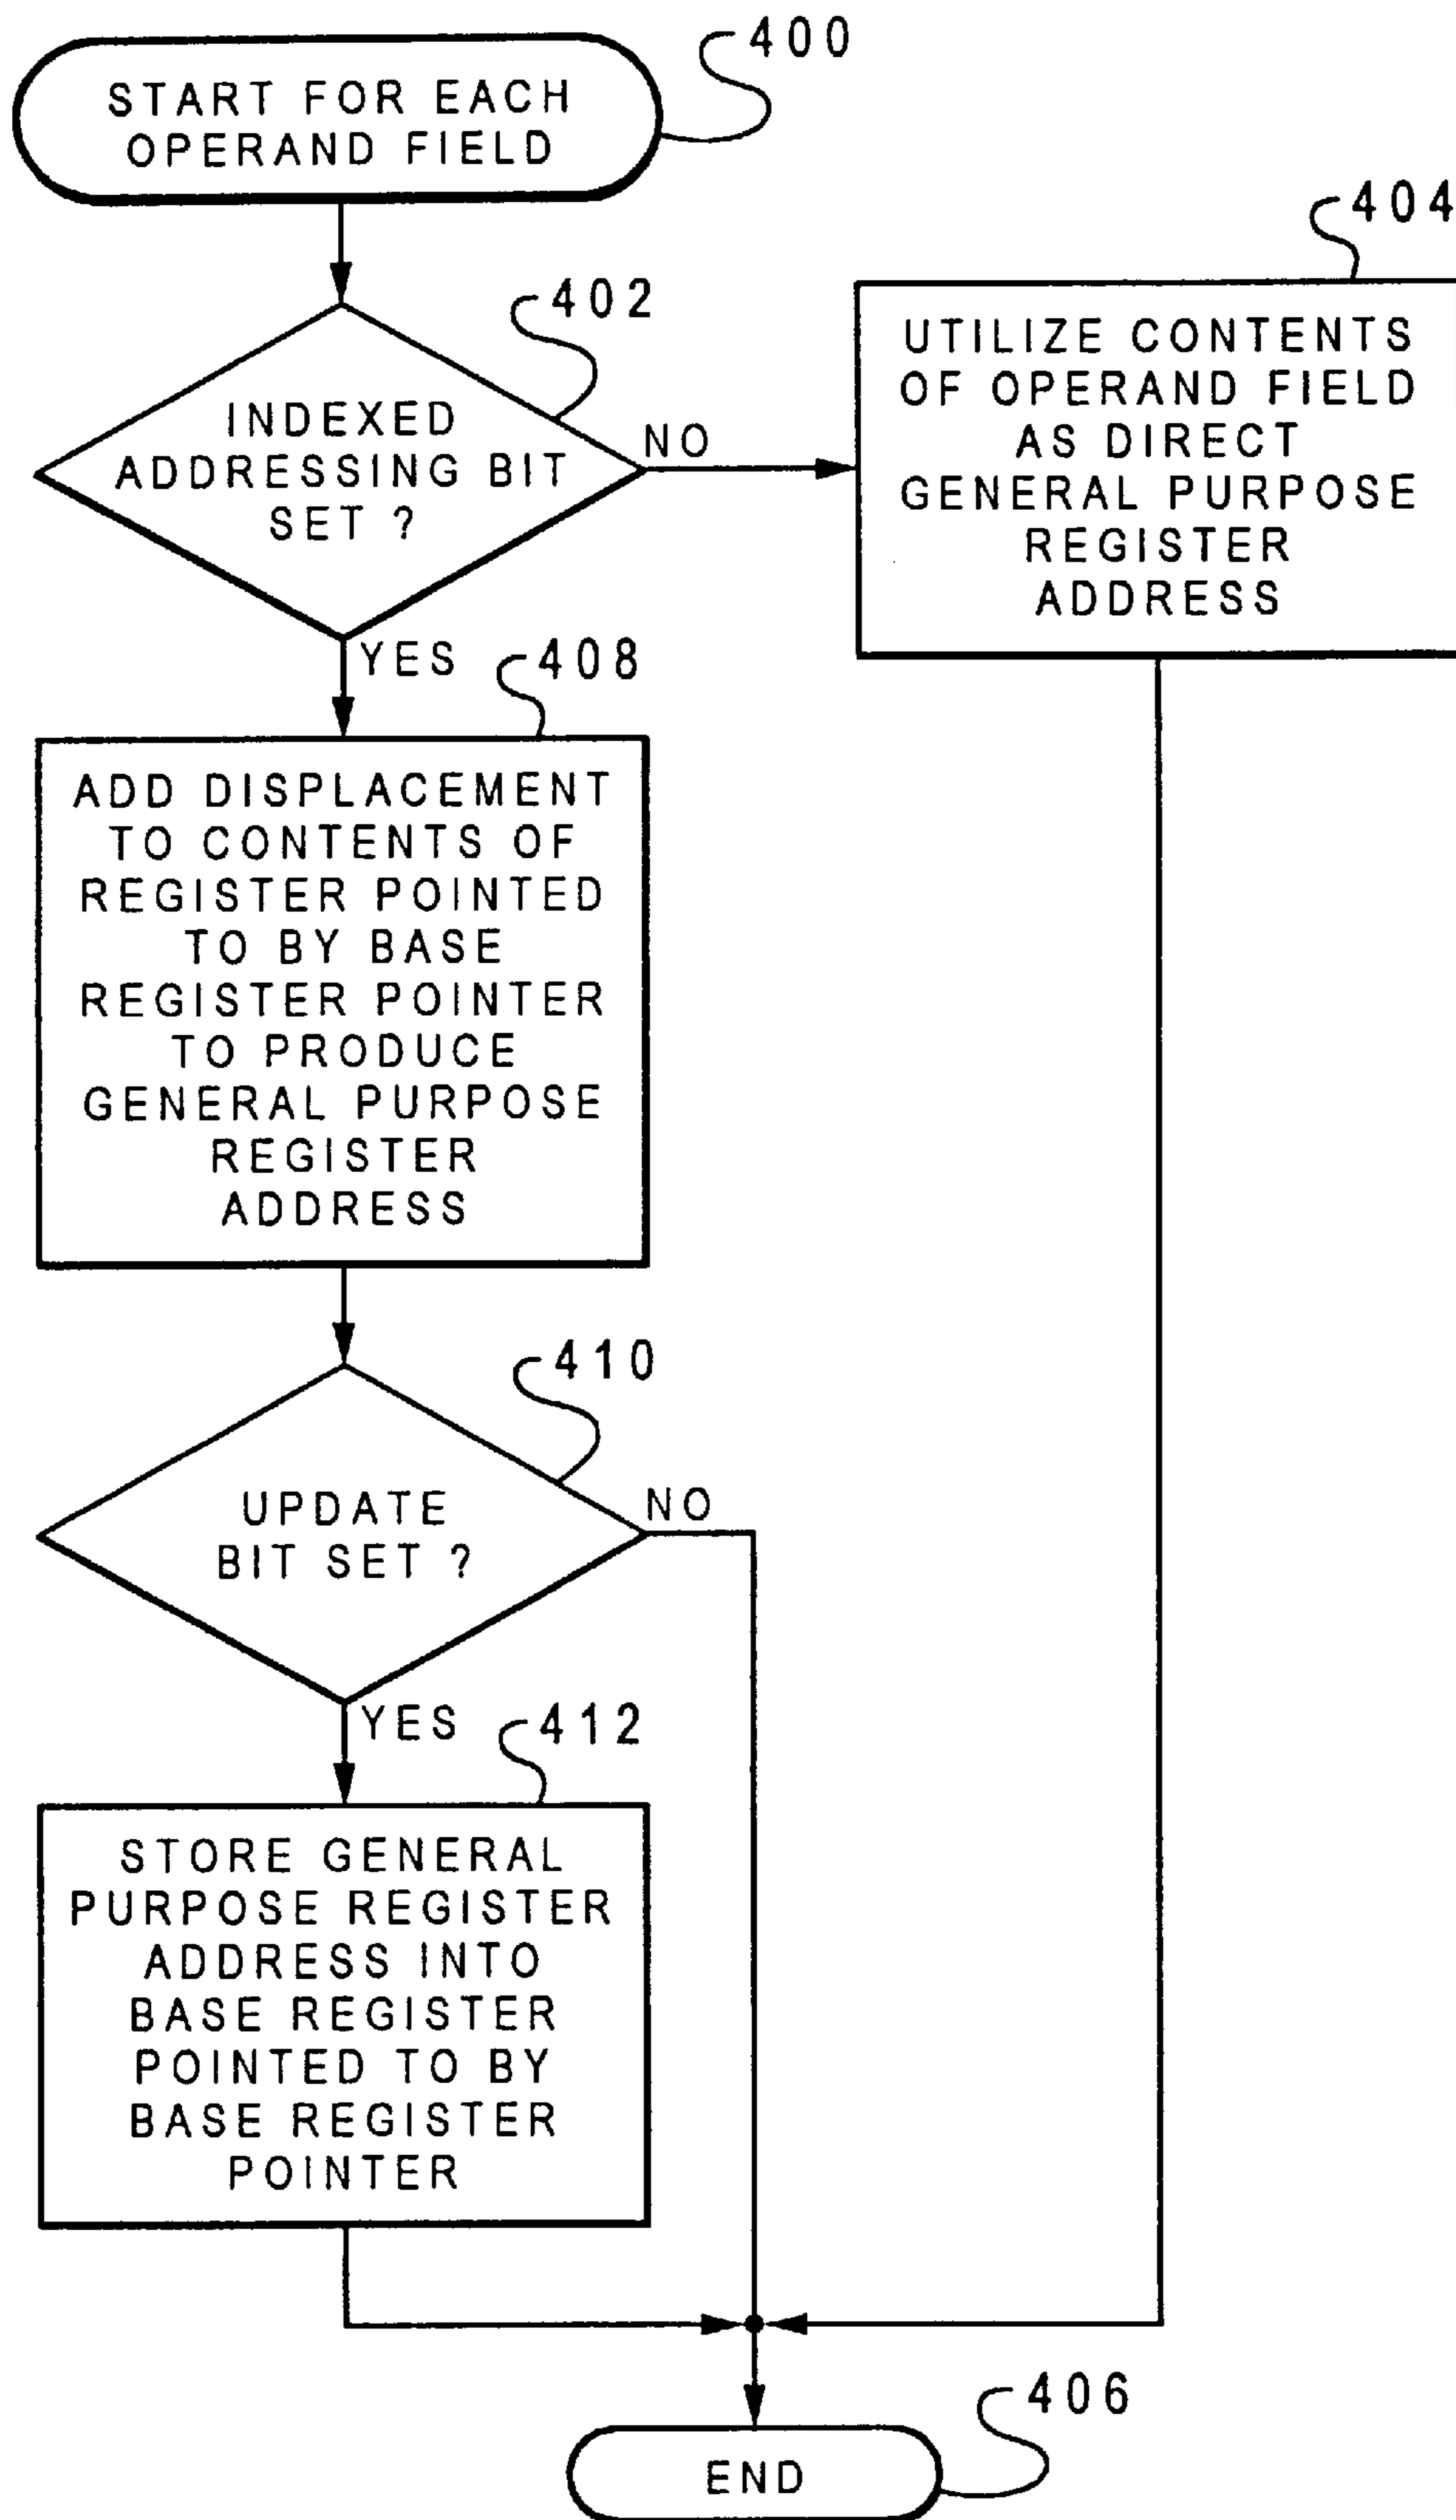 400
START FOR EACH
OPERAND FIELD
402
INDEXED
ADDRESSING BIT
SET ?
NO
404
UTILIZE CONTENTS
OF OPERAND FIELD
AS DIRECT
GENERAL PURPOSE
REGISTER
ADDRESS
YES
408
ADD DISPLACEMENT
TO CONTENTS OF
REGISTER POINTED
TO BY BASE
REGISTER POINTER
TO PRODUCE
GENERAL PURPOSE
REGISTER
ADDRESS
410
UPDATE
BIT SET ?
NO
YES
412
STORE GENERAL
PURPOSE REGISTER
ADDRESS INTO
BASE REGISTER
POINTED TO BY
BASE REGISTER
POINTER
406
END